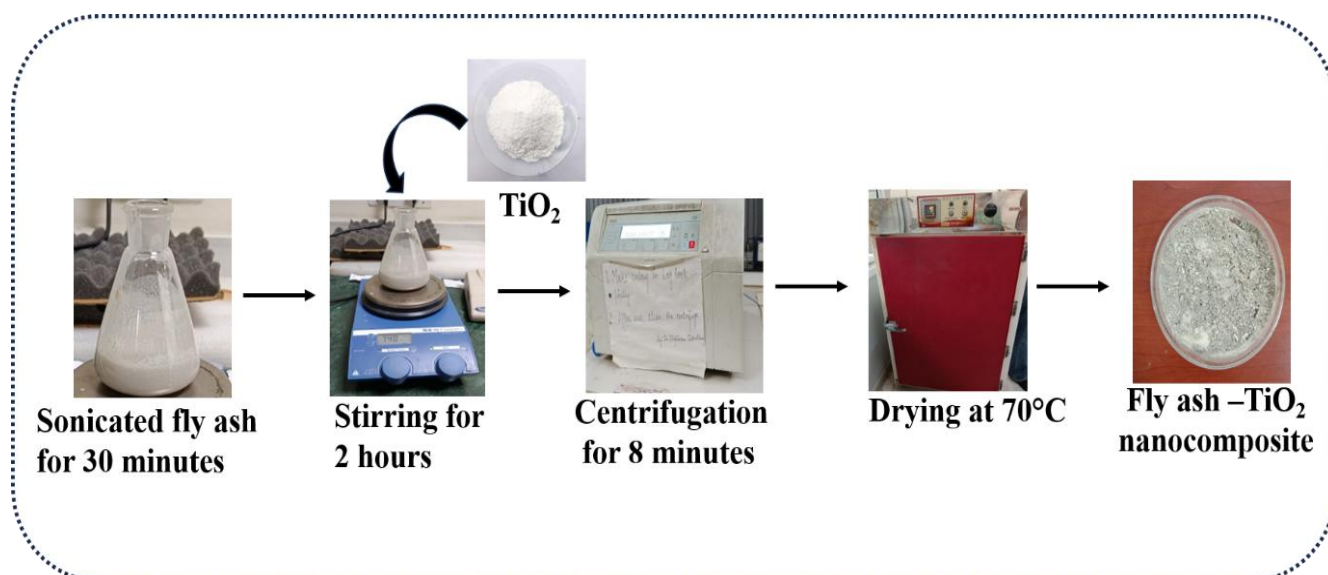 TiO₂
Sonicated fly ash
for 30 minutes
Stirring for
2 hours
Centrifugation
for 8 minutes
Drying at 70°C
Fly ash –TiO₂
nanocomposite